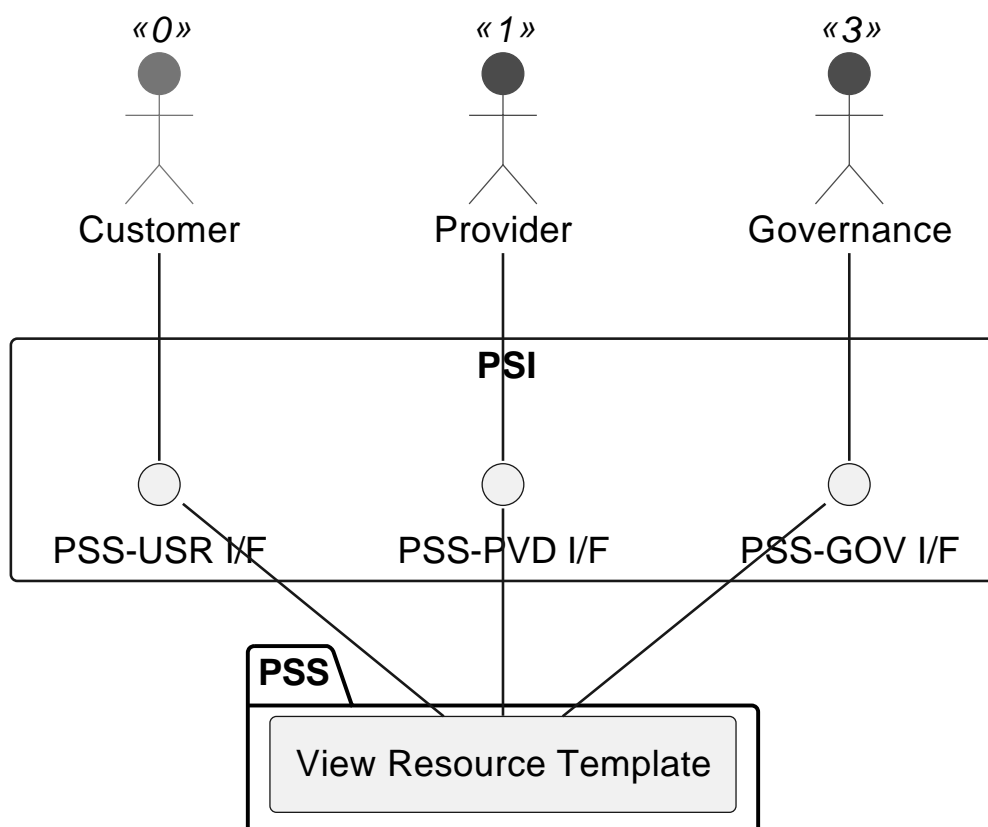 «0» «1» «3»
Customer Provider Governance
PSI
PSS-USR I/F PSS-PVD I/F PSS-GOV I/F
PSS
View Resource Template